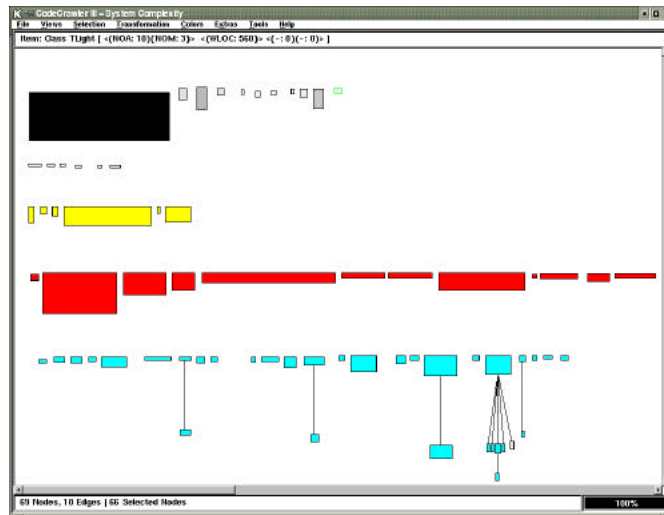 CodeCrawler III - System Complexity
File Views Selection Transformation Colors Extras Tools Help
Item: Class TLight [ <(NOA: 10)(NOM: 3)> <(WLOC: 560)> <(-: 0)(-: 0)> ]
69 Nodes, 10 Edges | 66 Selected Nodes
100%